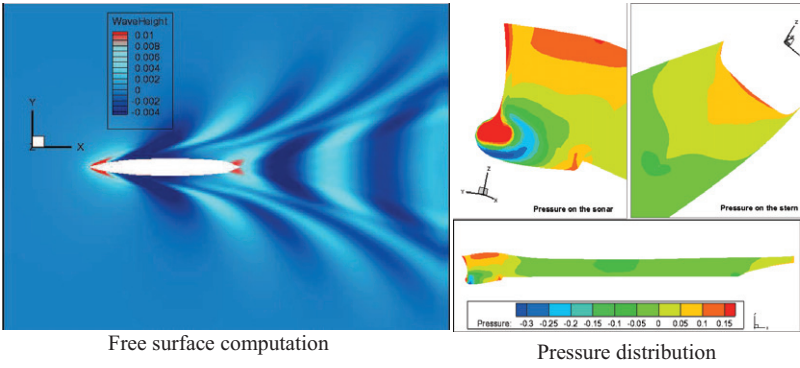 WaveHeight
0.01
0.008
0.006
0.004
0.002
0
-0.002
-0.004
Y
Z
X
Free surface computation
Z
Y
X
Pressure on the sonar
Z
Pressure on the stern
Pressure:
-0.3 -0.25 -0.2 -0.15 -0.1 -0.05 0 0.05 0.1 0.15
Pressure distribution